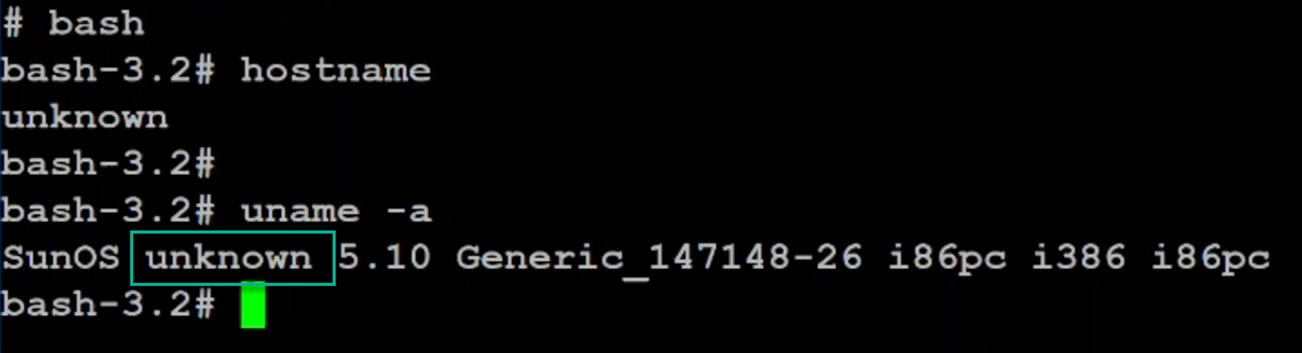 # bash
bash-3.2# hostname
unknown
bash-3.2#
bash-3.2# uname -a
SunOS unknown 5.10 Generic_147148-26 i86pc i386 i86pc
bash-3.2#